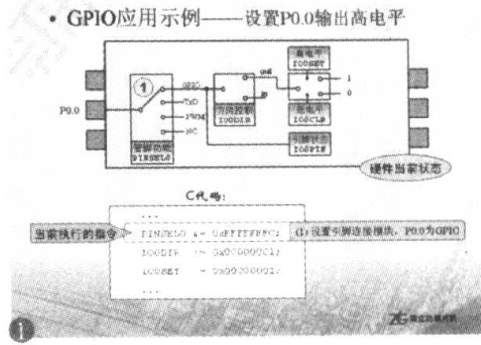 • GPIO应用示例——设置P0.0输出高电平
高电平
IO0SET
GPIO
out
1
TxD
in
0
P0.0
PWM
方向控制
IO0DIR
低电平
IO0CLR
N/C
管脚功能
PINSEL0
引脚状态
IO0PIN
硬件当前状态
C代码:
...
当前执行的指令
PINSEL0 &= 0xFFFFFFFC;
(1) 设置引脚连接模块，P0.0为GPIO
IO0DIR |= 0x00000001;
IO0SET = 0x00000001;
...
1